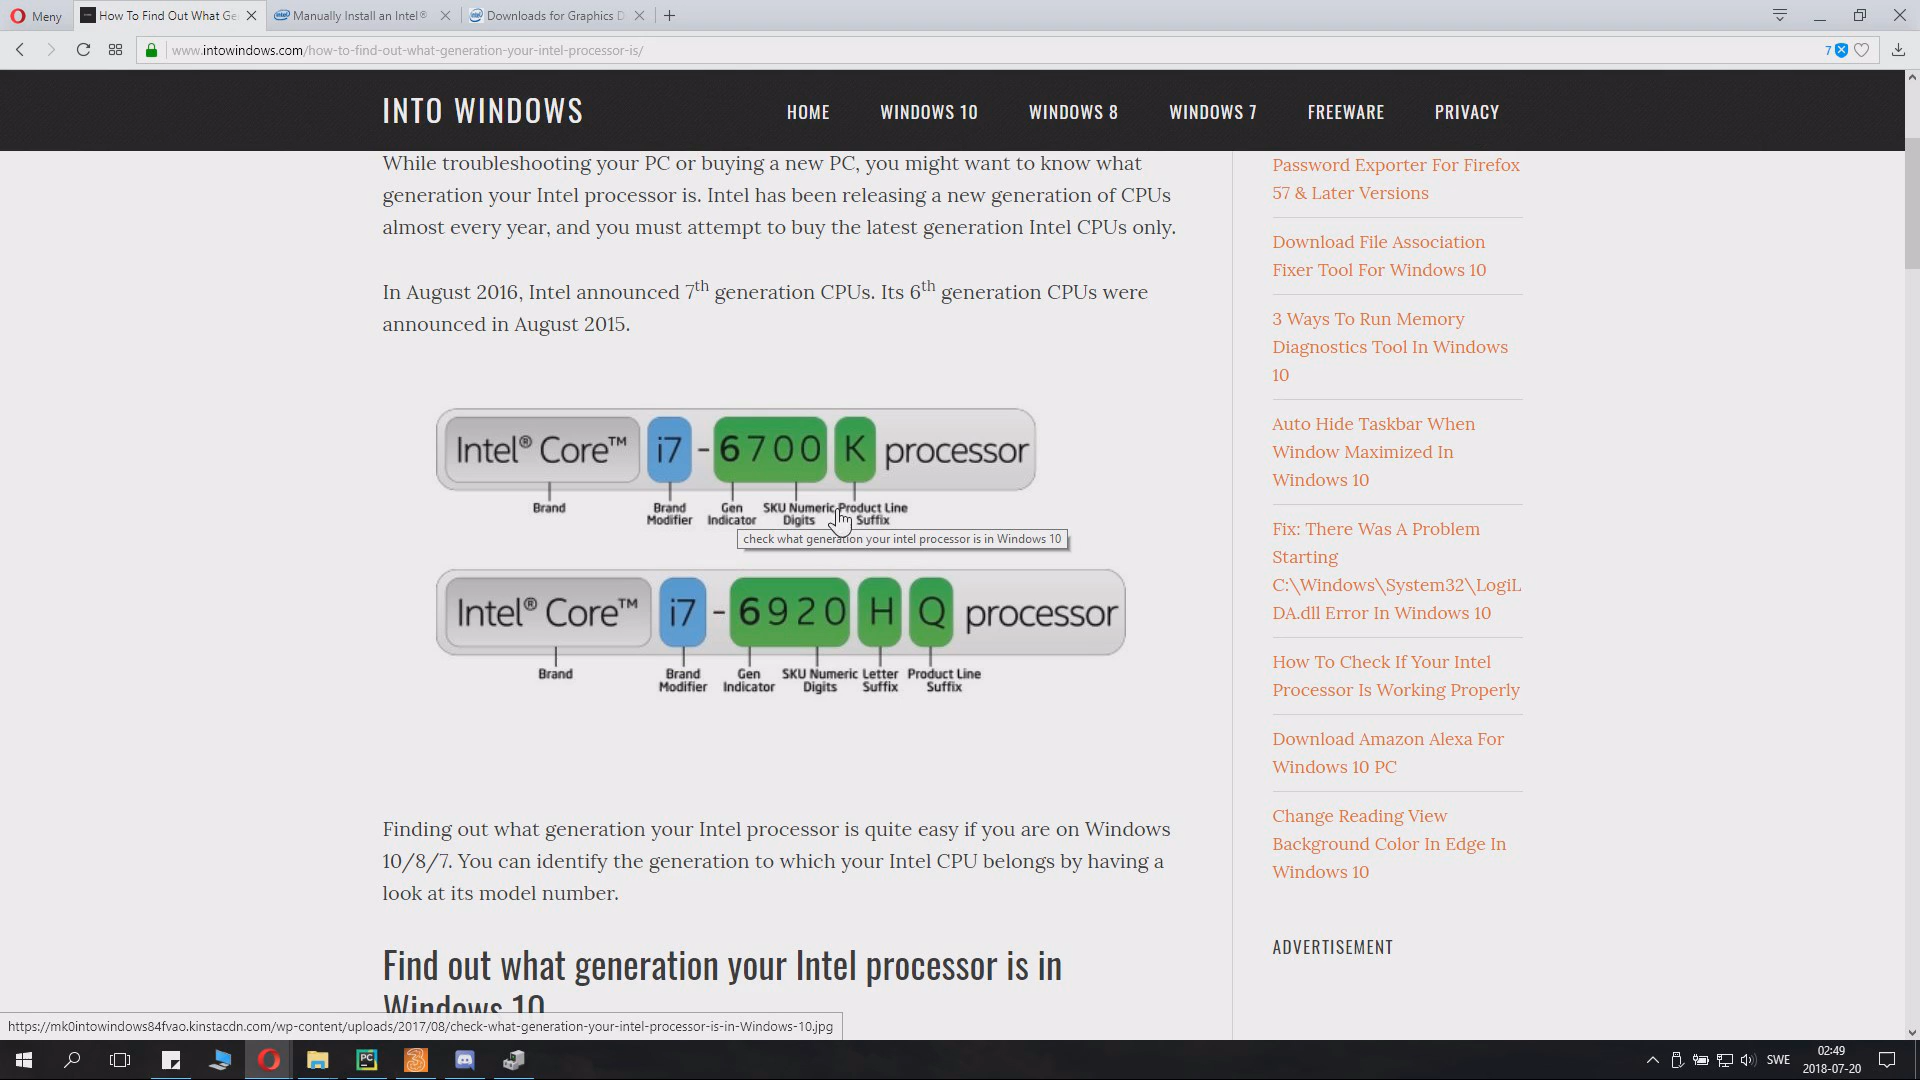 Meny
How To Find Out What Ge
Manually Install an Intel®
Downloads for Graphics D
www.intowindows.com/how-to-find-out-what-generation-your-intel-processor-is/
7
INTO WINDOWS
HOME
WINDOWS 10
WINDOWS 8
WINDOWS 7
FREEWARE
PRIVACY
While troubleshooting your PC or buying a new PC, you might want to know what
generation your Intel processor is. Intel has been releasing a new generation of CPUs
almost every year, and you must attempt to buy the latest generation Intel CPUs only.
In August 2016, Intel announced 7th generation CPUs. Its 6th generation CPUs were
announced in August 2015.
Intel® Core™ i7 - 6700 K processor
Brand
Brand Modifier
Gen Indicator
SKU Numeric Digits
Product Line Suffix
check what generation your intel processor is in Windows 10
Intel® Core™ i7 - 6920 H Q processor
Brand
Brand Modifier
Gen Indicator
SKU Numeric Digits
Letter Suffix
Product Line Suffix
Finding out what generation your Intel processor is quite easy if you are on Windows
10/8/7. You can identify the generation to which your Intel CPU belongs by having a
look at its model number.
Find out what generation your Intel processor is in
Windows 10
Password Exporter For Firefox
57 & Later Versions
Download File Association
Fixer Tool For Windows 10
3 Ways To Run Memory
Diagnostics Tool In Windows
10
Auto Hide Taskbar When
Window Maximized In
Windows 10
Fix: There Was A Problem
Starting
C:\Windows\System32\LogiL
DA.dll Error In Windows 10
How To Check If Your Intel
Processor Is Working Properly
Download Amazon Alexa For
Windows 10 PC
Change Reading View
Background Color In Edge In
Windows 10
ADVERTISEMENT
https://mk0intowindows84fvao.kinstacdn.com/wp-content/uploads/2017/08/check-what-generation-your-intel-processor-is-in-Windows-10.jpg
PC
SWE
02:49
2018-07-20